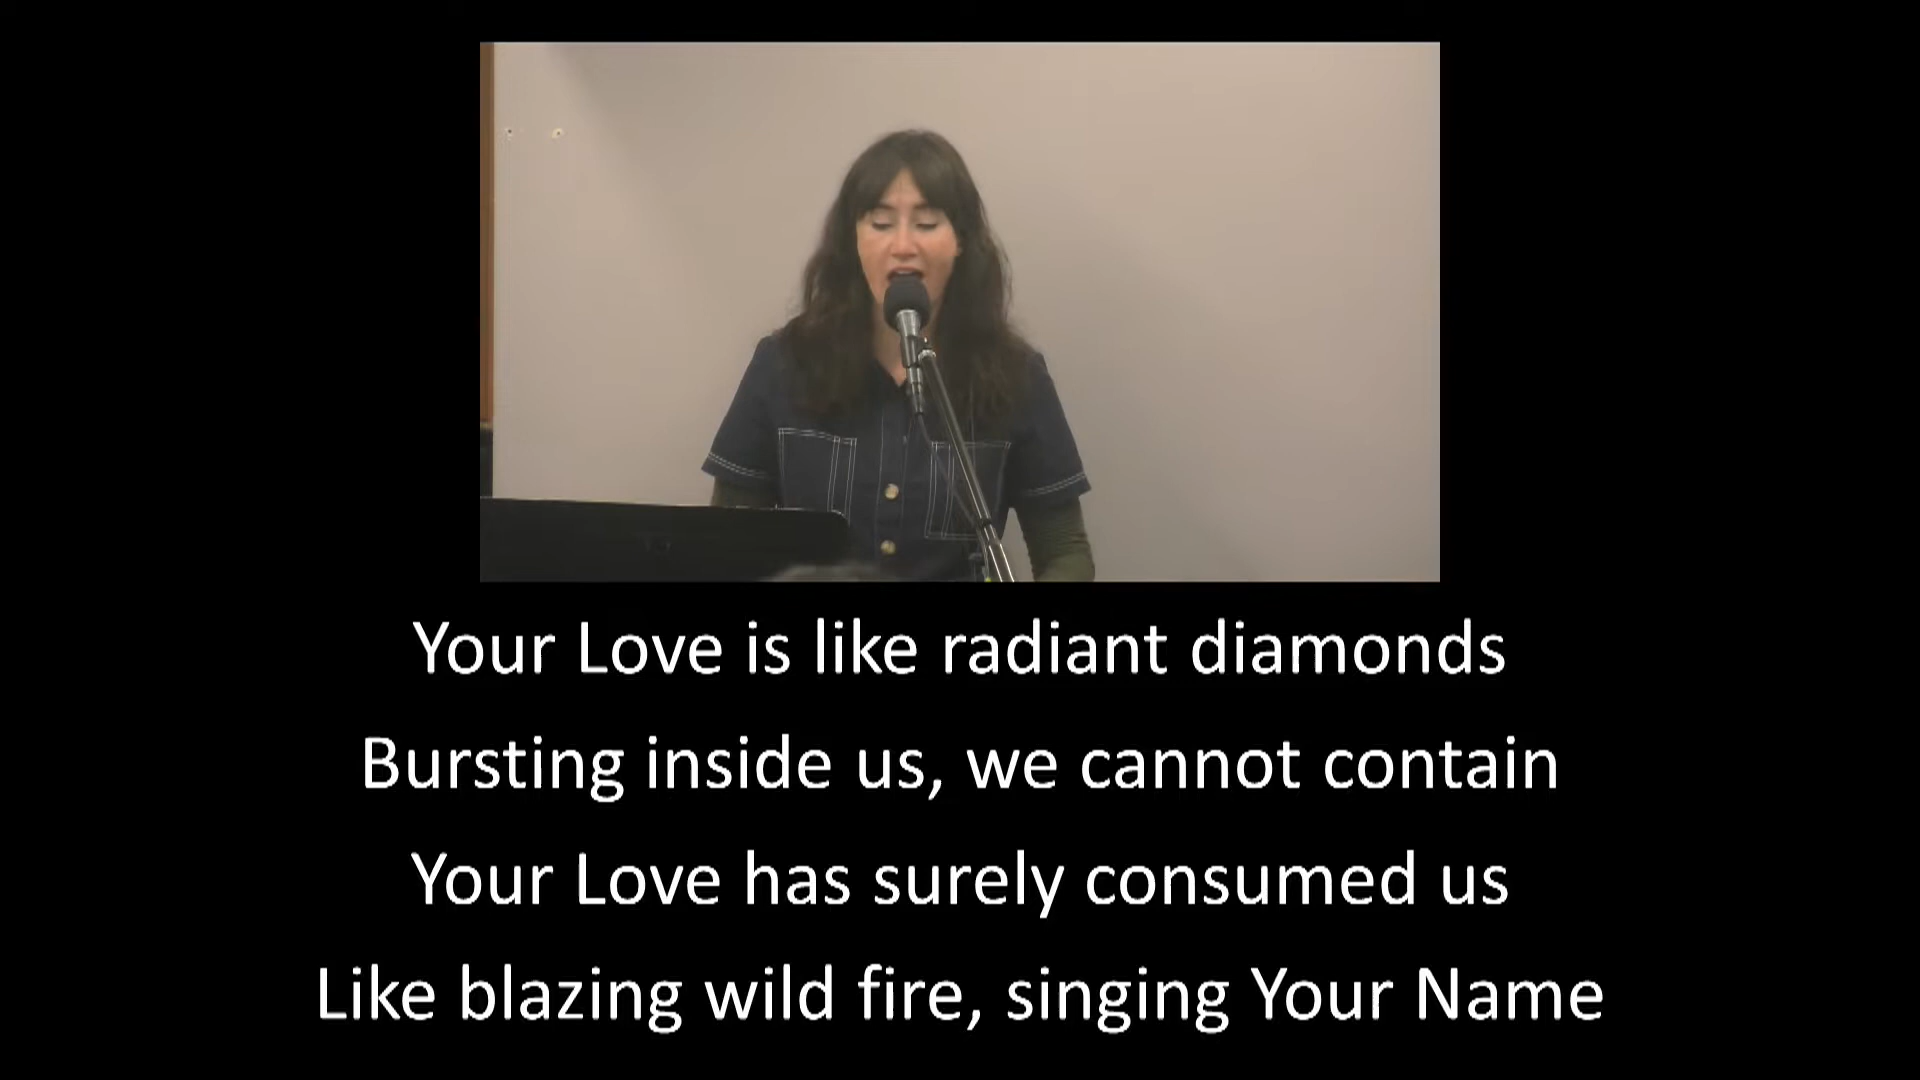 Your Love is like radiant diamonds
Bursting inside us, we cannot contain
Your Love has surely consumed us
Like blazing wild fire, singing Your Name